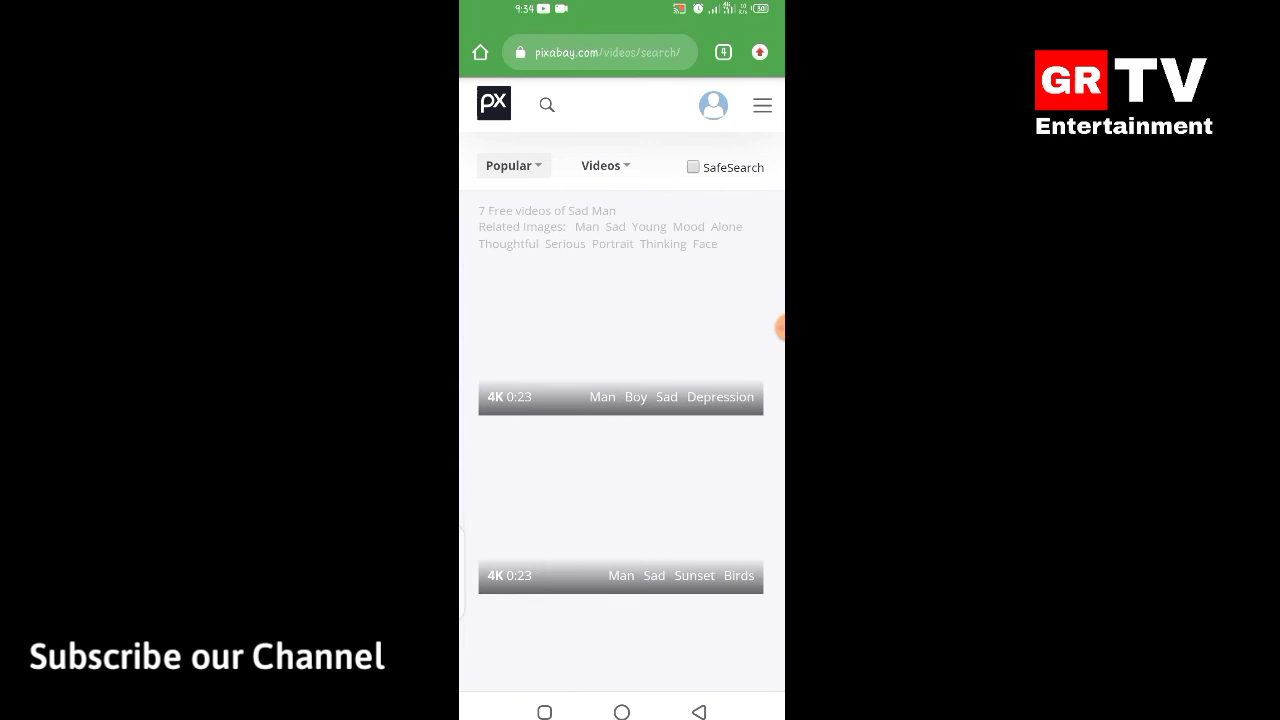 9:34
30
pixabay.com/videos/search/
4
px
Popular
Videos
SafeSearch
7 Free videos of Sad Man
Related Images: Man Sad Young Mood Alone
Thoughtful Serious Portrait Thinking Face
4K 0:23 Man Boy Sad Depression
4K 0:23 Man Sad Sunset Birds
GR TV
Entertainment
Subscribe our Channel